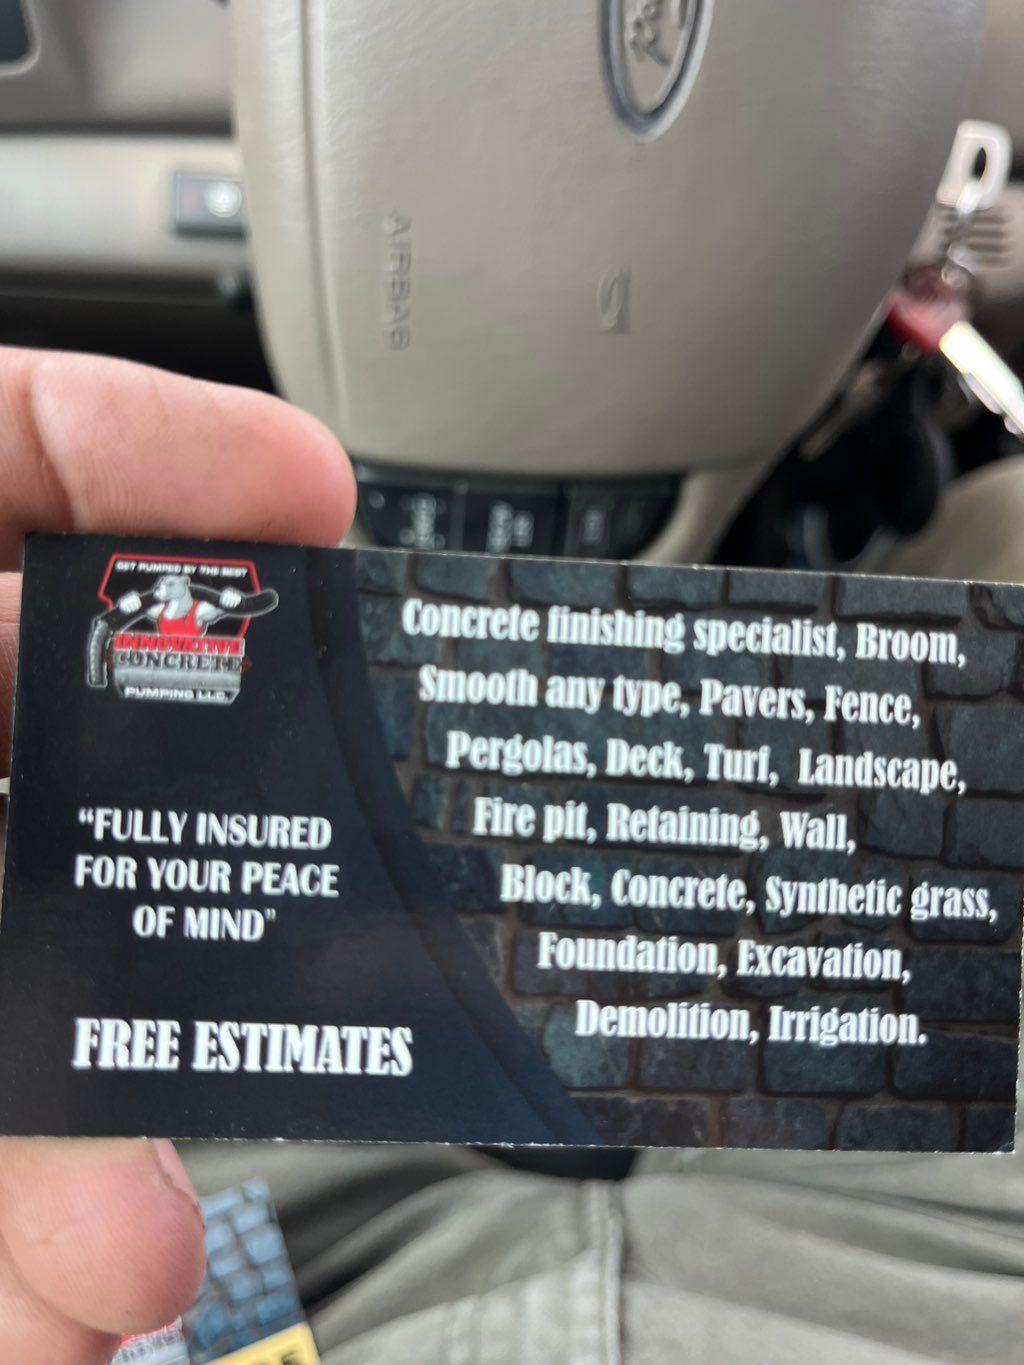 AIRBAG
GET PUMPED BY THE BEST
INNOVATIVE
CONCRETE
PUMPING LLC.
"FULLY INSURED
FOR YOUR PEACE
OF MIND"
FREE ESTIMATES
Concrete finishing specialist, Broom,
Smooth any type, Pavers, Fence,
Pergolas, Deck, Turf, Landscape,
Fire pit, Retaining, Wall,
Block, Concrete, Synthetic grass,
Foundation, Excavation,
Demolition, Irrigation.